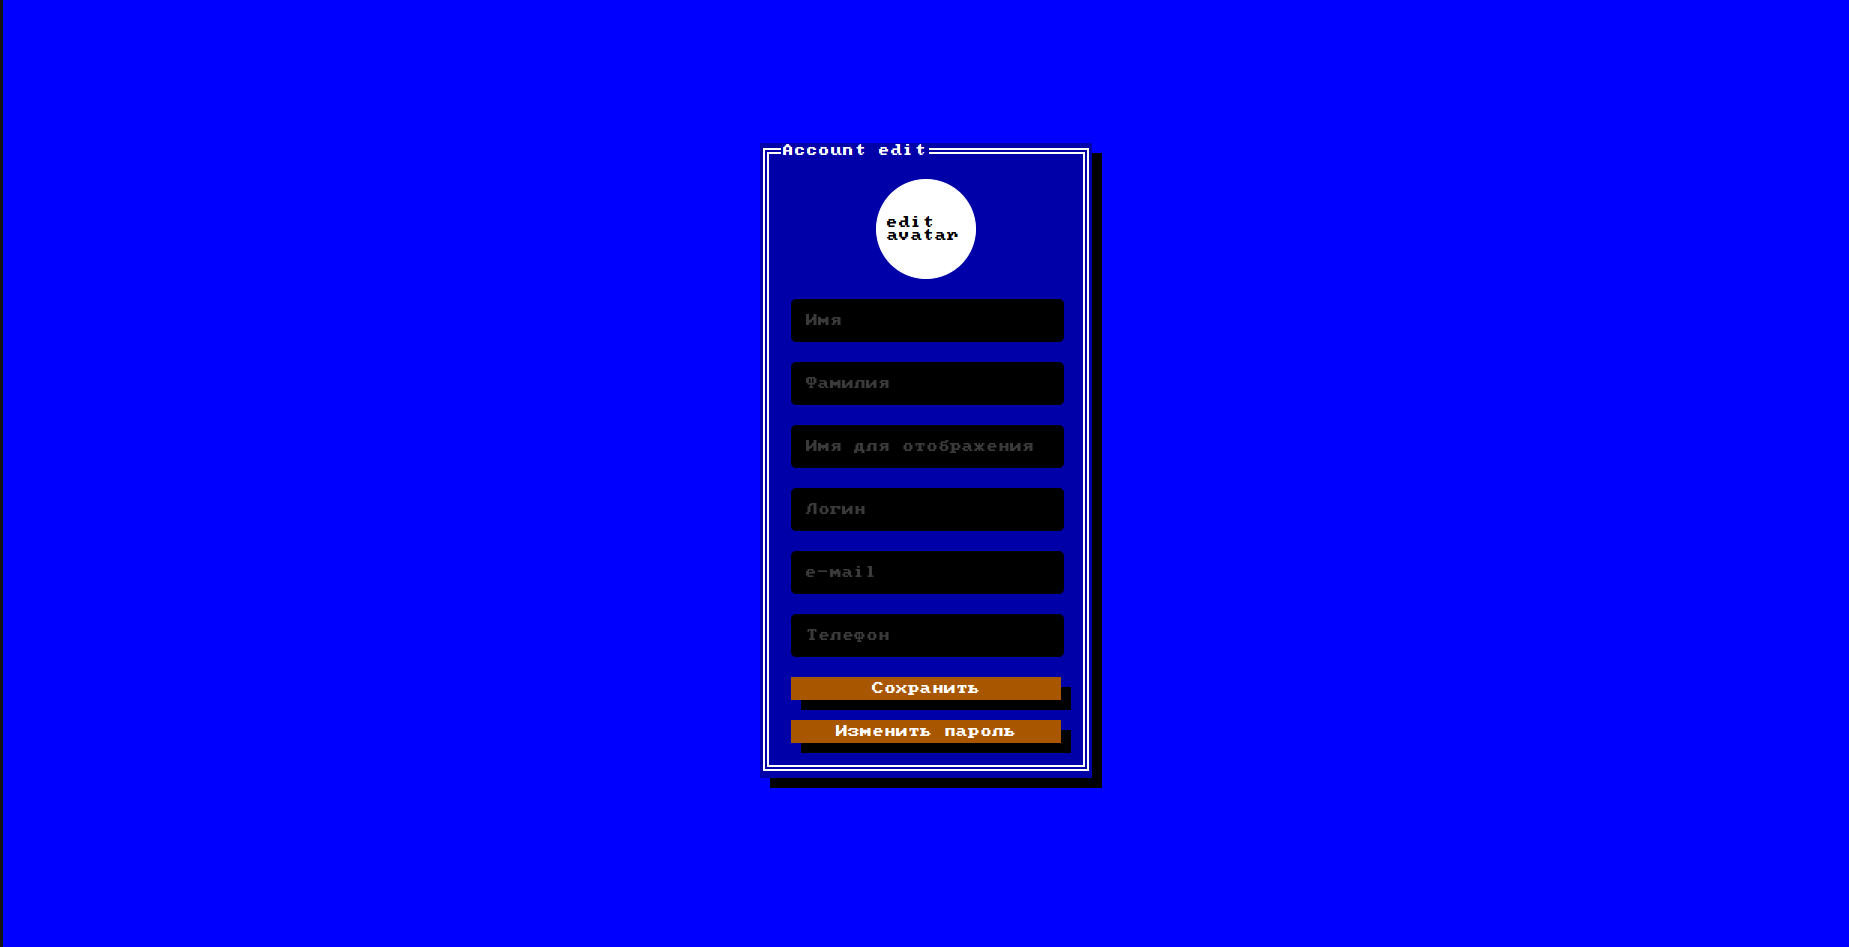 Account edit
edit
avatar
Имя
Фамилия
Имя для отображения
Логин
e-mail
Телефон
Сохранить
Изменить пароль